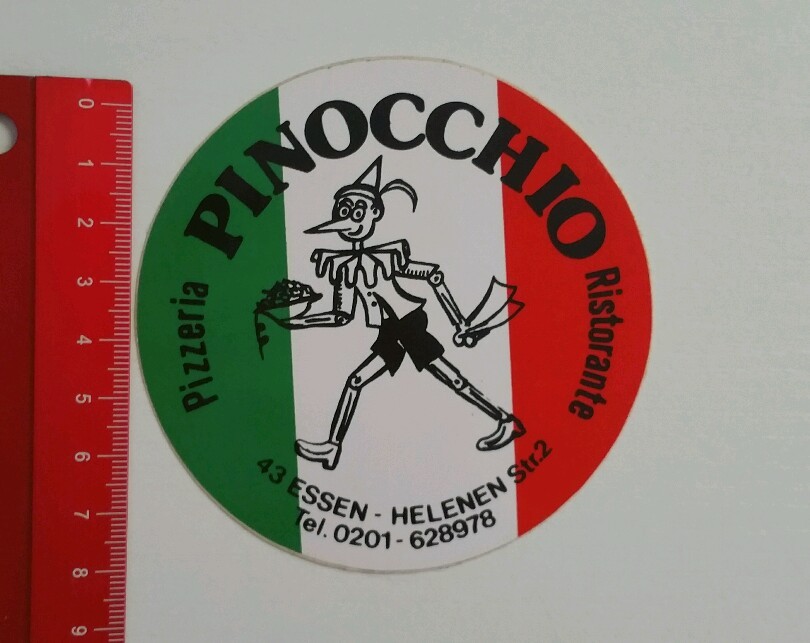 PINOCCHIO
Pizzeria
Ristorante
43 ESSEN - HELENEN Str.2
Tel. 0201-628978
0
1
2
3
4
5
6
7
8
9